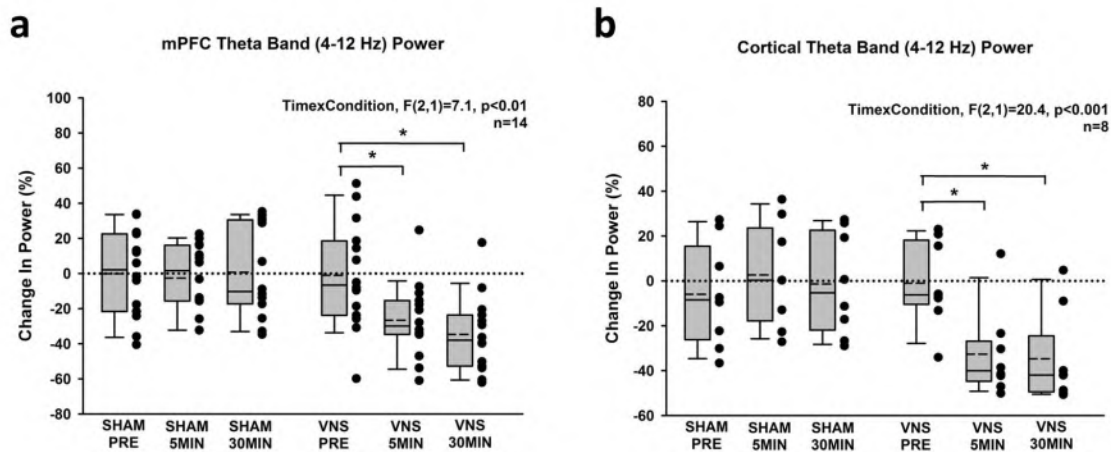 a
mPFC Theta Band (4-12 Hz) Power
TimexCondition, F(2,1)=7.1, p<0.01
n=14
*
*
Change In Power (%)
100
80
60
40
20
0
-20
-40
-60
-80
SHAM SHAM SHAM VNS VNS VNS
PRE 5MIN 30MIN PRE 5MIN 30MIN
b
Cortical Theta Band (4-12 Hz) Power
TimexCondition, F(2,1)=20.4, p<0.001
n=8
*
*
Change In Power (%)
80
60
40
20
0
-20
-40
-60
SHAM SHAM SHAM VNS VNS VNS
PRE 5MIN 30MIN PRE 5MIN 30MIN